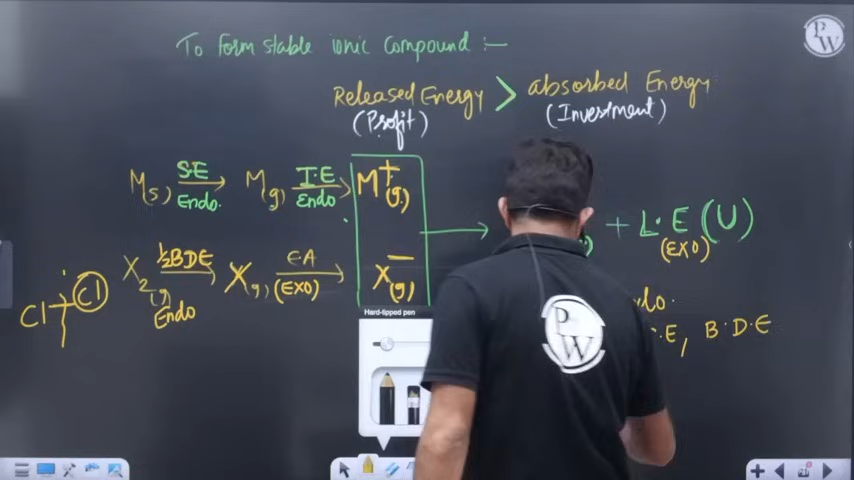 To form stable ionic compound :—
PW
Released Energy > absorbed Energy
(Profit) (Investment)
M(s) S.E Endo. M(g) I.E Endo M+(g)
+ L.E (U)
(EXO)
X2(g) ½BDE Endo X(g) EA (EXO) X−(g)
Cl Cl
Hard-tipped pen
PW
ndo.
.E, B.D.E